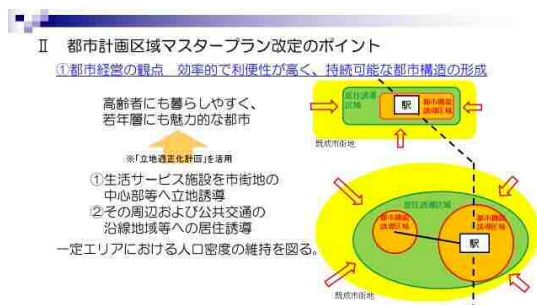 Ⅱ 都市計画区域マスタープラン改定のポイント
①都市経営の観点 効率的で利便性が高く、持続可能な都市構造の形成
高齢者にも暮らしやすく、
若年層にも魅力的な都市
※「立地適正化計画」を活用
①生活サービス施設を市街地の
中心部等へ立地誘導
②その周辺および公共交通の
沿線地域等への居住誘導
一定エリアにおける人口密度の維持を図る。
居住誘導
区域
駅
都市機能
誘導区域
既成市街地
居住誘導区域
都市機能
誘導区域
都市機能
誘導区域
駅
既成市街地